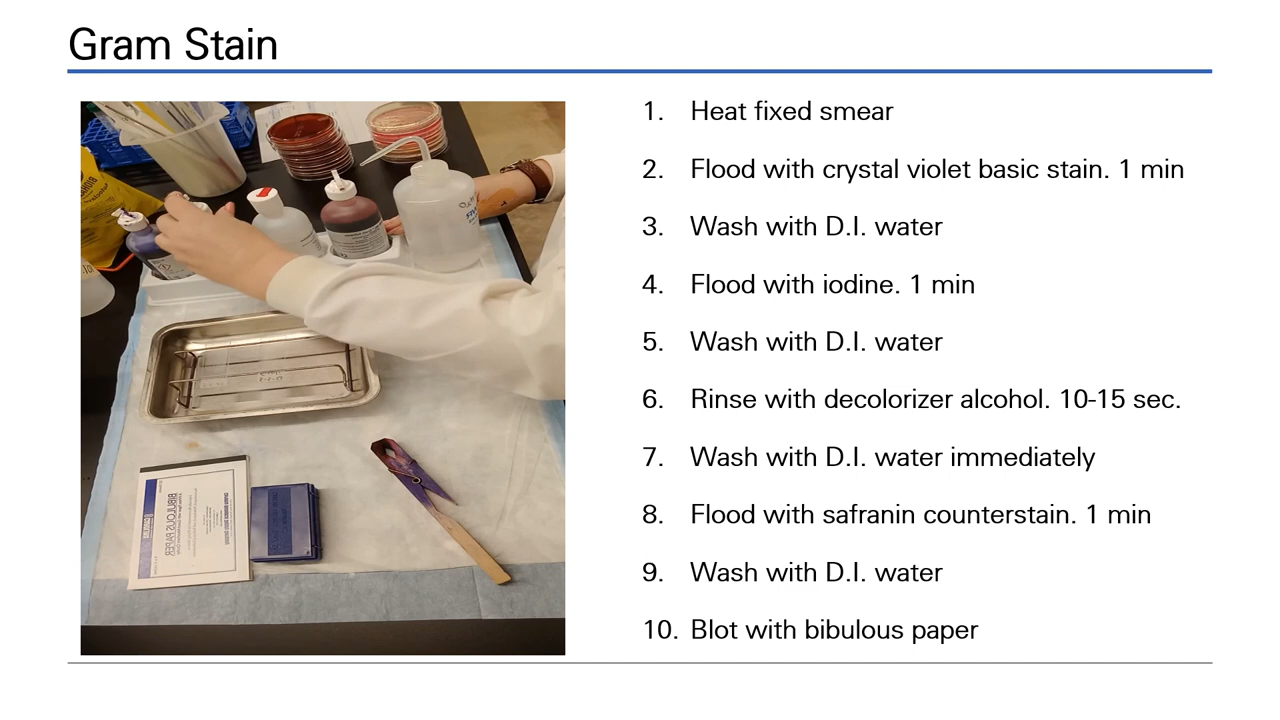 Gram Stain
1. Heat fixed smear
2. Flood with crystal violet basic stain. 1 min
3. Wash with D.I. water
4. Flood with iodine. 1 min
5. Wash with D.I. water
6. Rinse with decolorizer alcohol. 10-15 sec.
7. Wash with D.I. water immediately
8. Flood with safranin counterstain. 1 min
9. Wash with D.I. water
10. Blot with bibulous paper
BIBULOUS PAPER